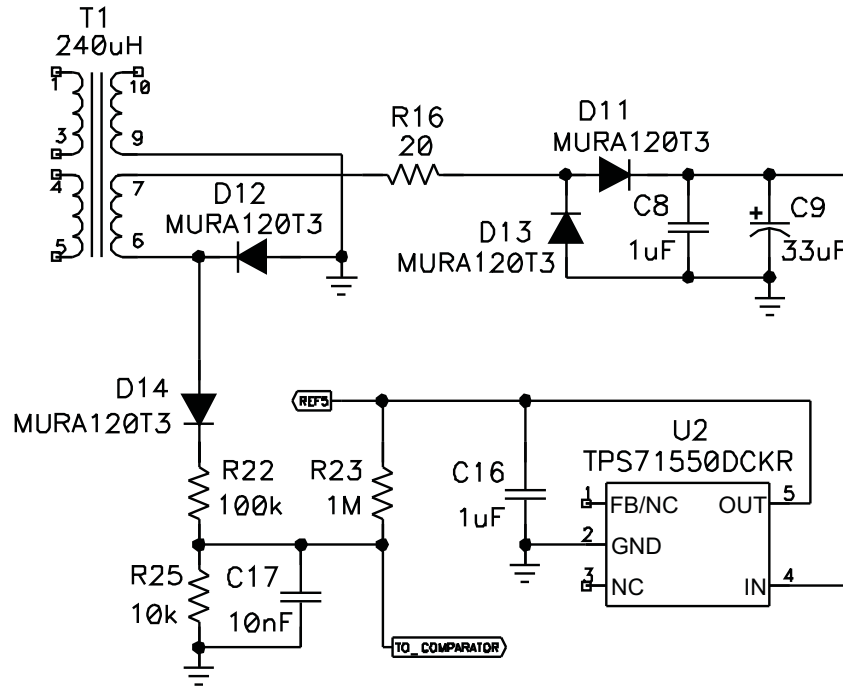 T1
240uH
1
10
3
9
4
7
5
6
R16
20
D11
MURA120T3
D12
MURA120T3
D13
MURA120T3
C8
1uF
+
C9
33uF
D14
MURA120T3
REF5
R22
100k
R23
1M
C16
1uF
U2
TPS71550DCKR
1
FB/NC
OUT
5
2
GND
3
NC
IN
4
R25
10k
C17
10nF
TO_COMPARATOR